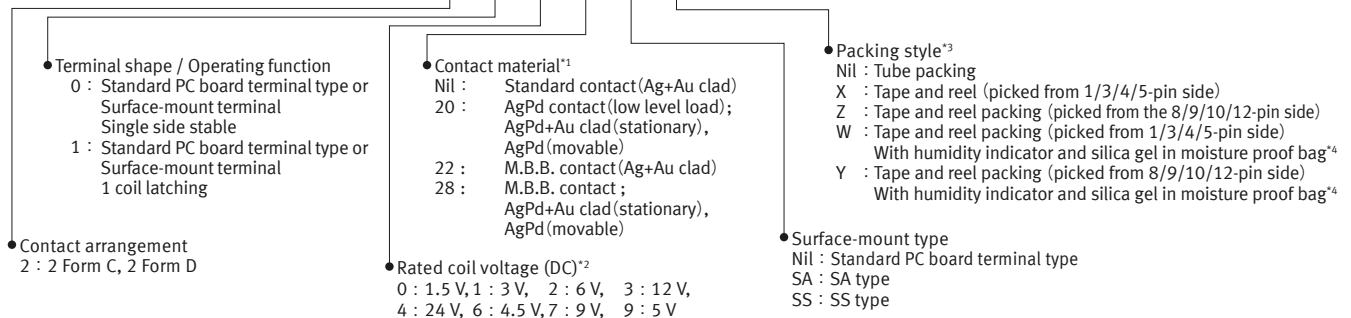 Terminal shape / Operating function
0 : Standard PC board terminal type or
Surface-mount terminal
Single side stable
1 : Standard PC board terminal type or
Surface-mount terminal
1 coil latching
Contact arrangement
2 : 2 Form C, 2 Form D
Contact material*1
Nil : Standard contact(Ag+Au clad)
20 : AgPd contact(low level load);
AgPd+Au clad(stationary),
AgPd(movable)
22 : M.B.B. contact(Ag+Au clad)
28 : M.B.B. contact ;
AgPd+Au clad(stationary),
AgPd(movable)
Rated coil voltage (DC)*2
0 : 1.5 V, 1 : 3 V, 2 : 6 V, 3 : 12 V,
4 : 24 V, 6 : 4.5 V, 7 : 9 V, 9 : 5 V
Packing style*3
Nil : Tube packing
X : Tape and reel (picked from 1/3/4/5-pin side)
Z : Tape and reel packing (picked from the 8/9/10/12-pin side)
W : Tape and reel packing (picked from 1/3/4/5-pin side)
With humidity indicator and silica gel in moisture proof bag*4
Y : Tape and reel packing (picked from 8/9/10/12-pin side)
With humidity indicator and silica gel in moisture proof bag*4
Surface-mount type
Nil : Standard PC board terminal type
SA : SA type
SS : SS type